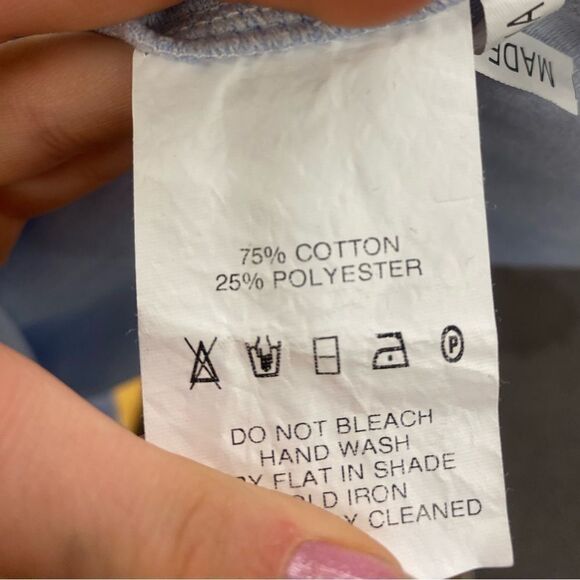 A
MADE
75% COTTON
25% POLYESTER
P
DO NOT BLEACH
HAND WASH
FLAT IN SHADE
IRON
CLEANED